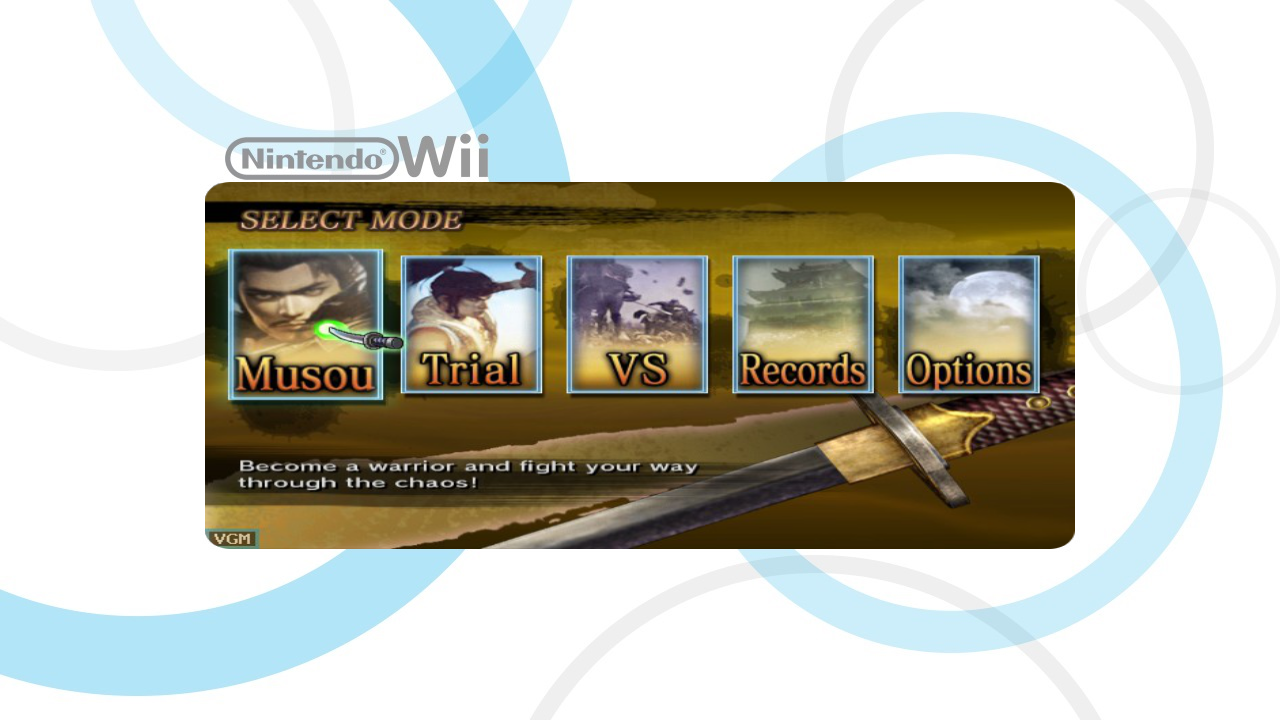 Nintendo® Wii
SELECT MODE
Musou Trial VS Records Options
Become a warrior and fight your way
through the chaos!
VGM